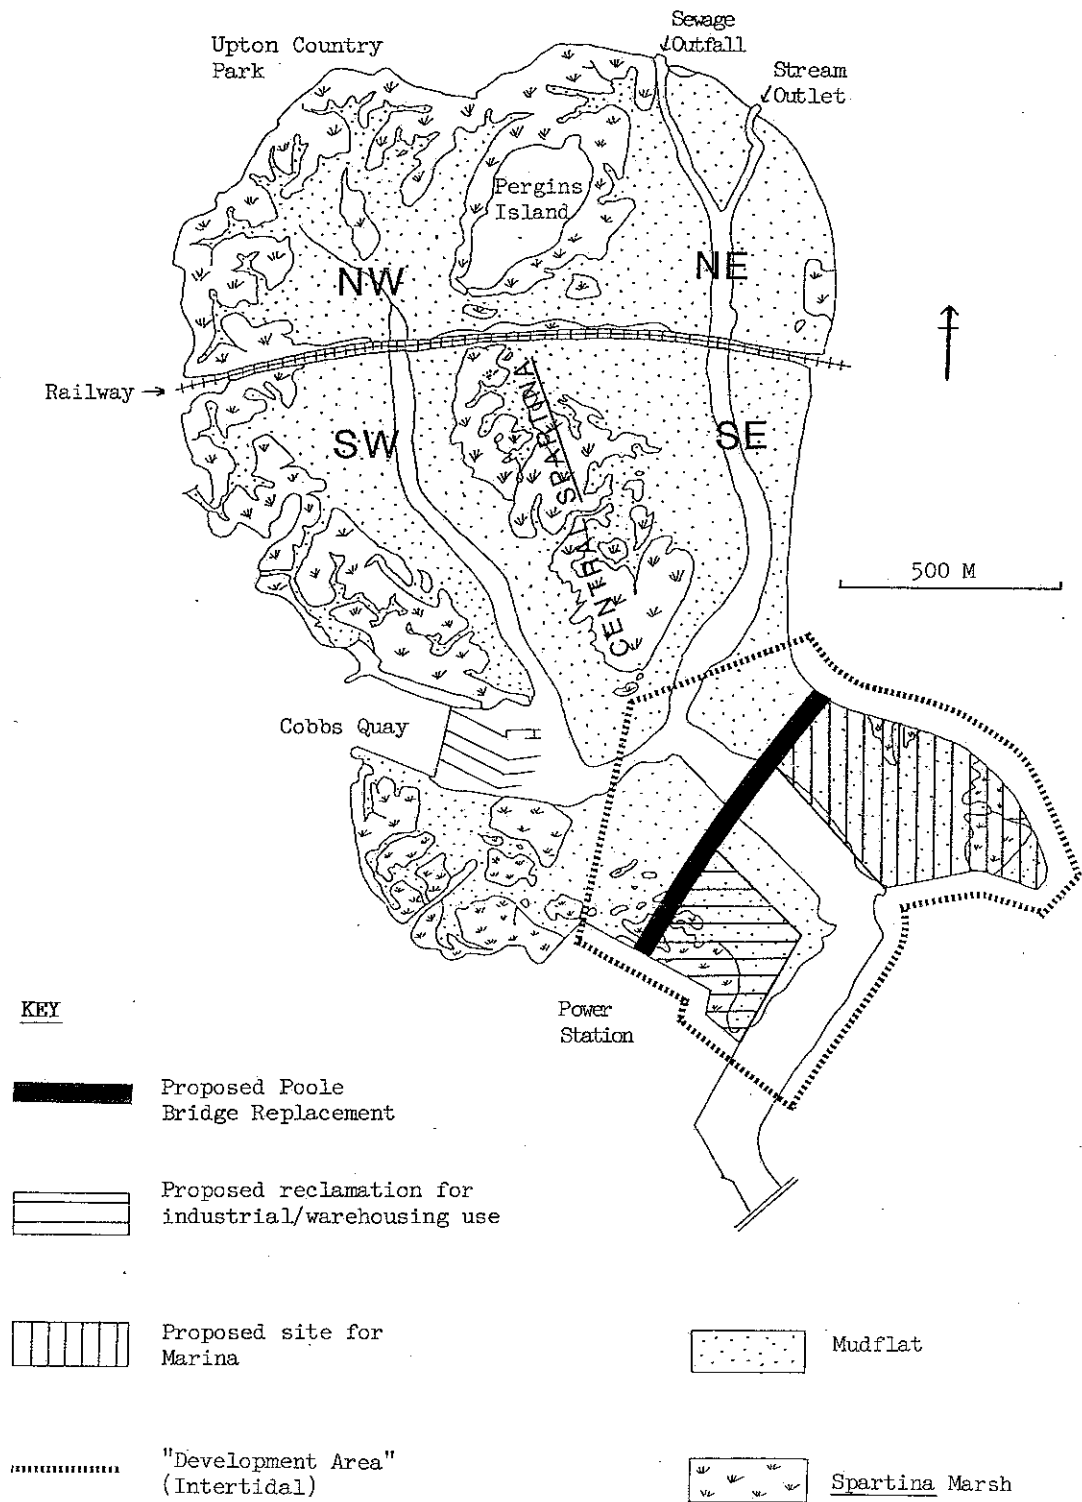 Upton Country
Park
Sewage
Outfall
Stream
Outlet
Pergins
Island
NW
NE
Railway
SW
SE
CENTRAL SPARTINA
500 M
Cobbs Quay
Power
Station
KEY
Proposed Poole
Bridge Replacement
Proposed reclamation for
industrial/warehousing use
Proposed site for
Marina
Mudflat
"Development Area"
(Intertidal)
Spartina Marsh